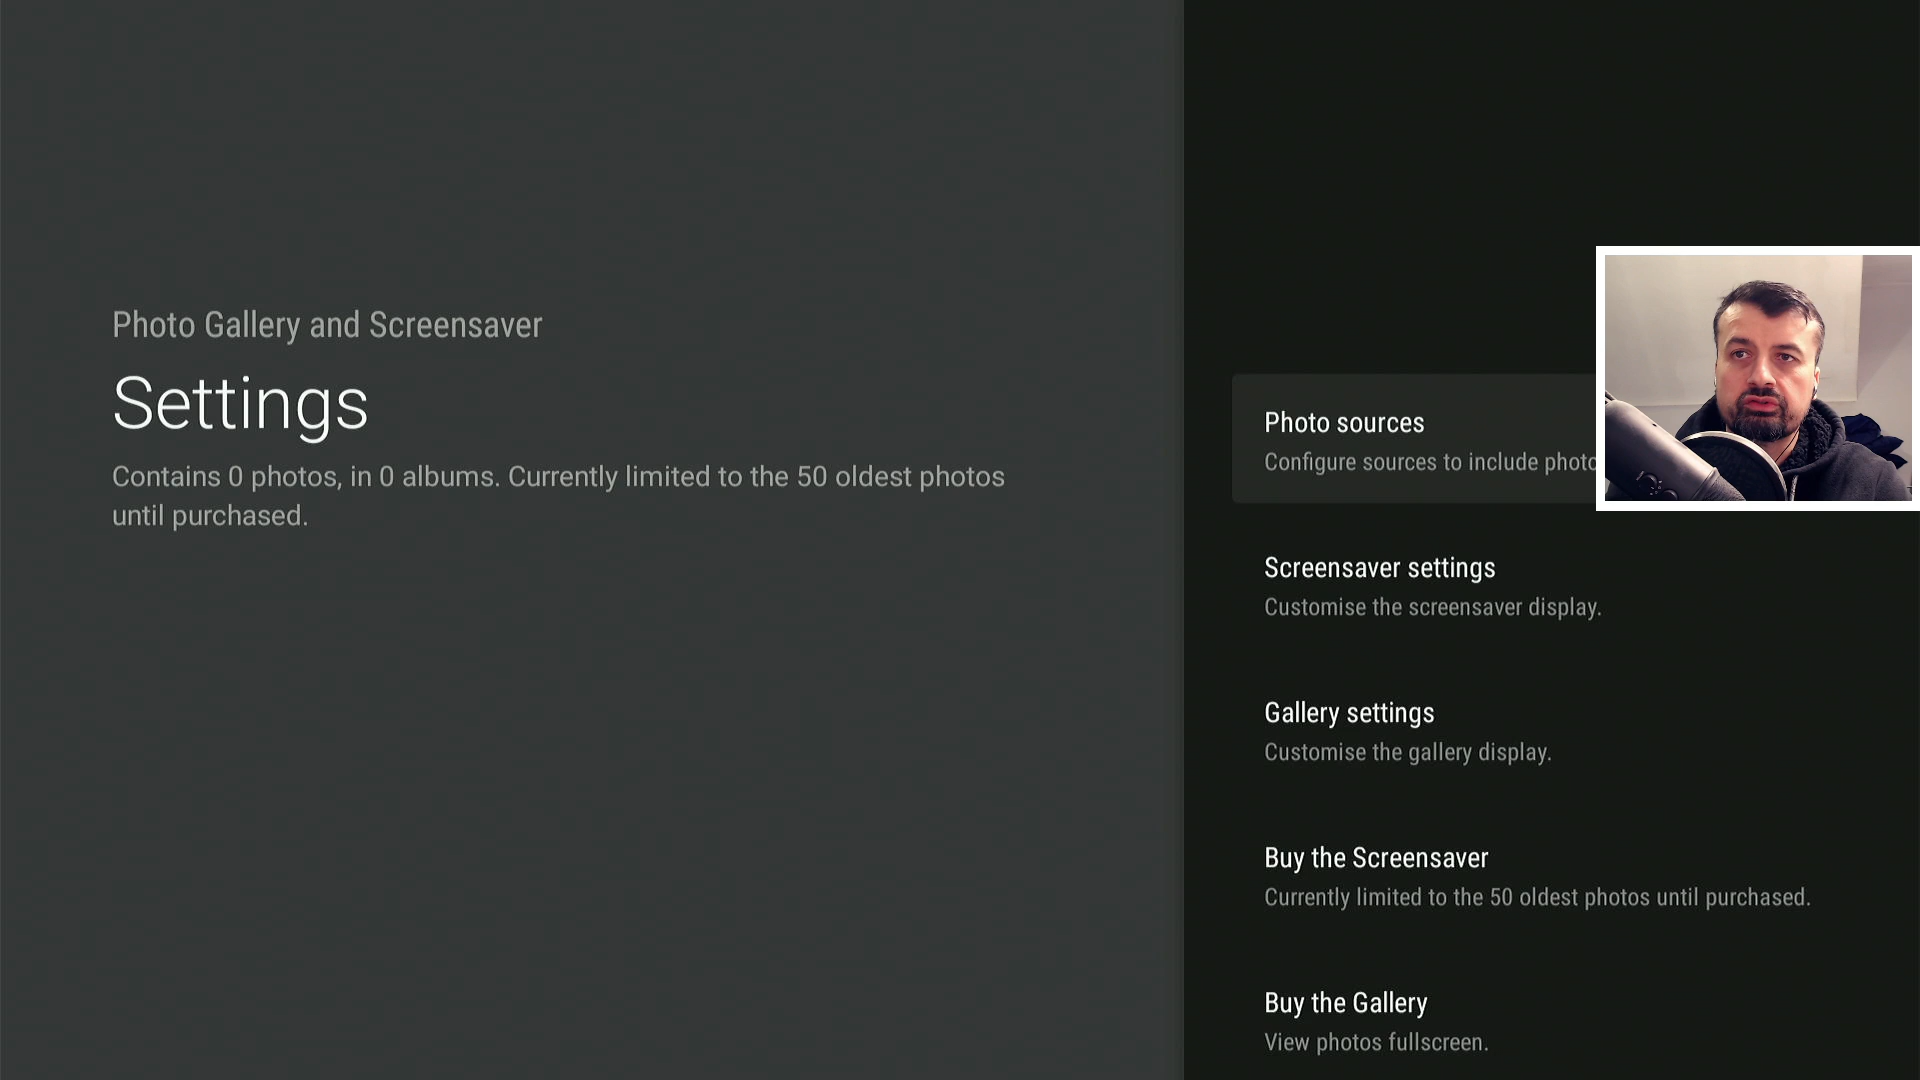 Photo Gallery and Screensaver
Settings
Contains 0 photos, in 0 albums. Currently limited to the 50 oldest photos
until purchased.
Photo sources
Configure sources to include
Screensaver settings
Customise the screensaver display.
Gallery settings
Customise the gallery display.
Buy the Screensaver
Currently limited to the 50 oldest photos until purchased.
Buy the Gallery
View photos fullscreen.